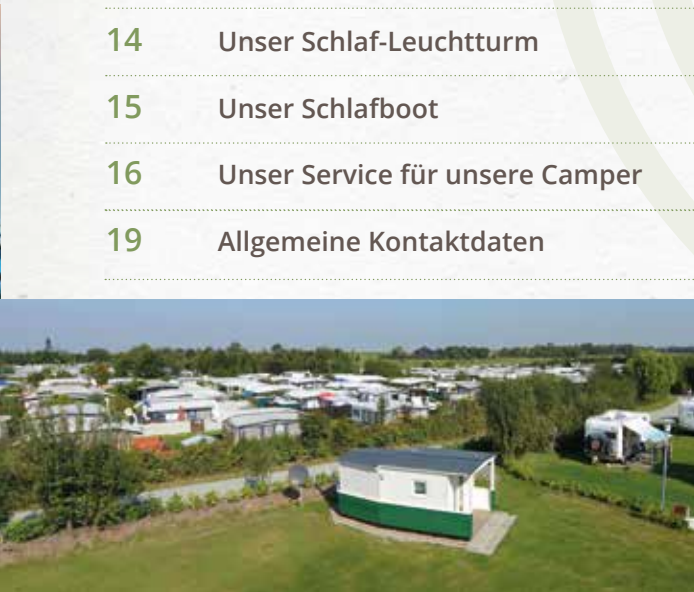 14 Unser Schlaf-Leuchtturm
15 Unser Schlafboot
16 Unser Service für unsere Camper
19 Allgemeine Kontaktdaten